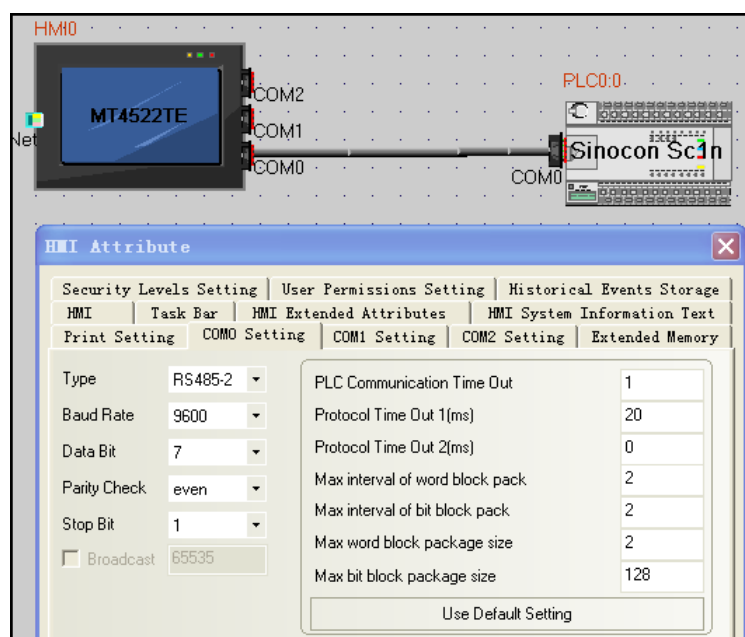 HMI0
PLC0:0
MT4522TE
COM2
COM1
COM0
Net
Sinocon Sc1n
COM0
HMI Attribute
Security Levels Setting User Permissions Setting Historical Events Storage
HMI Task Bar HMI Extended Attributes HMI System Information Text
Print Setting COM0 Setting COM1 Setting COM2 Setting Extended Memory
Type RS485-2 PLC Communication Time Out 1
Baud Rate 9600 Protocol Time Out 1(ms) 20
Data Bit 7 Protocol Time Out 2(ms) 0
Parity Check even Max interval of word block pack 2
Stop Bit 1 Max interval of bit block pack 2
Broadcast 65535 Max word block package size 2
Max bit block package size 128
Use Default Setting